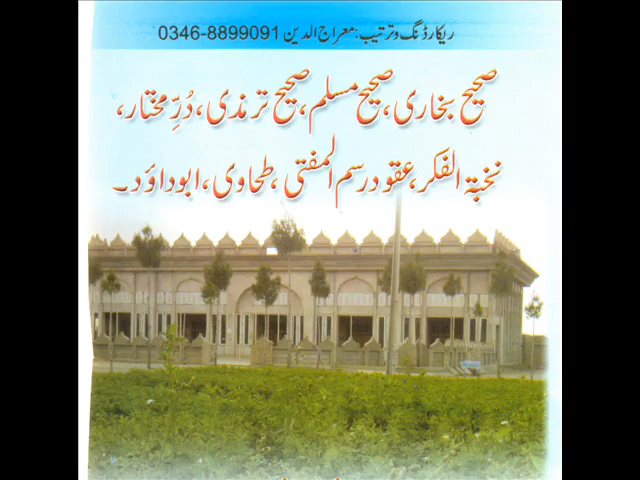 ریکارڈنگ وترتیب: معراج الدین 0346-8899091
صحیح بخاری، صحیح مسلم، صحیح ترمذی، دُرِّ مختار،
نخبۃ الفکر، عقود رسم المفتی، طحاوی، ابوداؤد۔